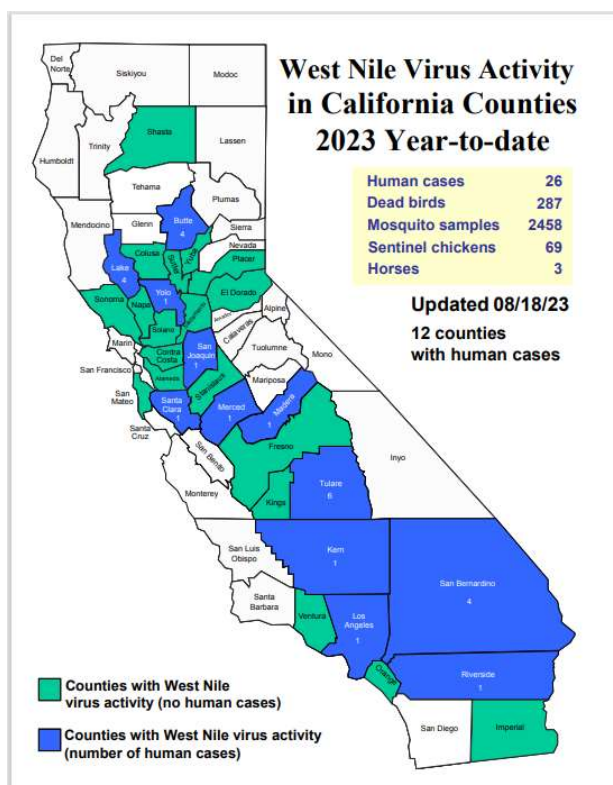 West Nile Virus Activity
in California Counties
2023 Year-to-date
Human cases 26
Dead birds 287
Mosquito samples 2458
Sentinel chickens 69
Horses 3
Updated 08/18/23
12 counties
with human cases
Del
Norte
Siskiyou
Modoc
Shasta
Lassen
Trinity
Humboldt
Tehama
Plumas
Butte
4
Mendocino
Glenn
Sierra
Nevada
Colusa
Sutter
Yuba
Placer
Lake
4
Yolo
1
El Dorado
Sonoma
Napa
Sacramento
Alpine
Amador
Solano
Calaveras
Marin
Contra
Costa
San
Joaquin
1
Tuolumne
Mono
San Francisco
Alameda
Stanislaus
Mariposa
San
Mateo
Santa
Clara
1
Merced
1
Madera
1
Santa
Cruz
San Benito
Fresno
Inyo
Monterey
Tulare
6
Kings
San Luis
Obispo
Kern
1
San Bernardino
4
Santa
Barbara
Ventura
Los
Angeles
1
Orange
Riverside
1
San Diego
Imperial
Counties with West Nile
virus activity (no human cases)
Counties with West Nile virus activity
(number of human cases)